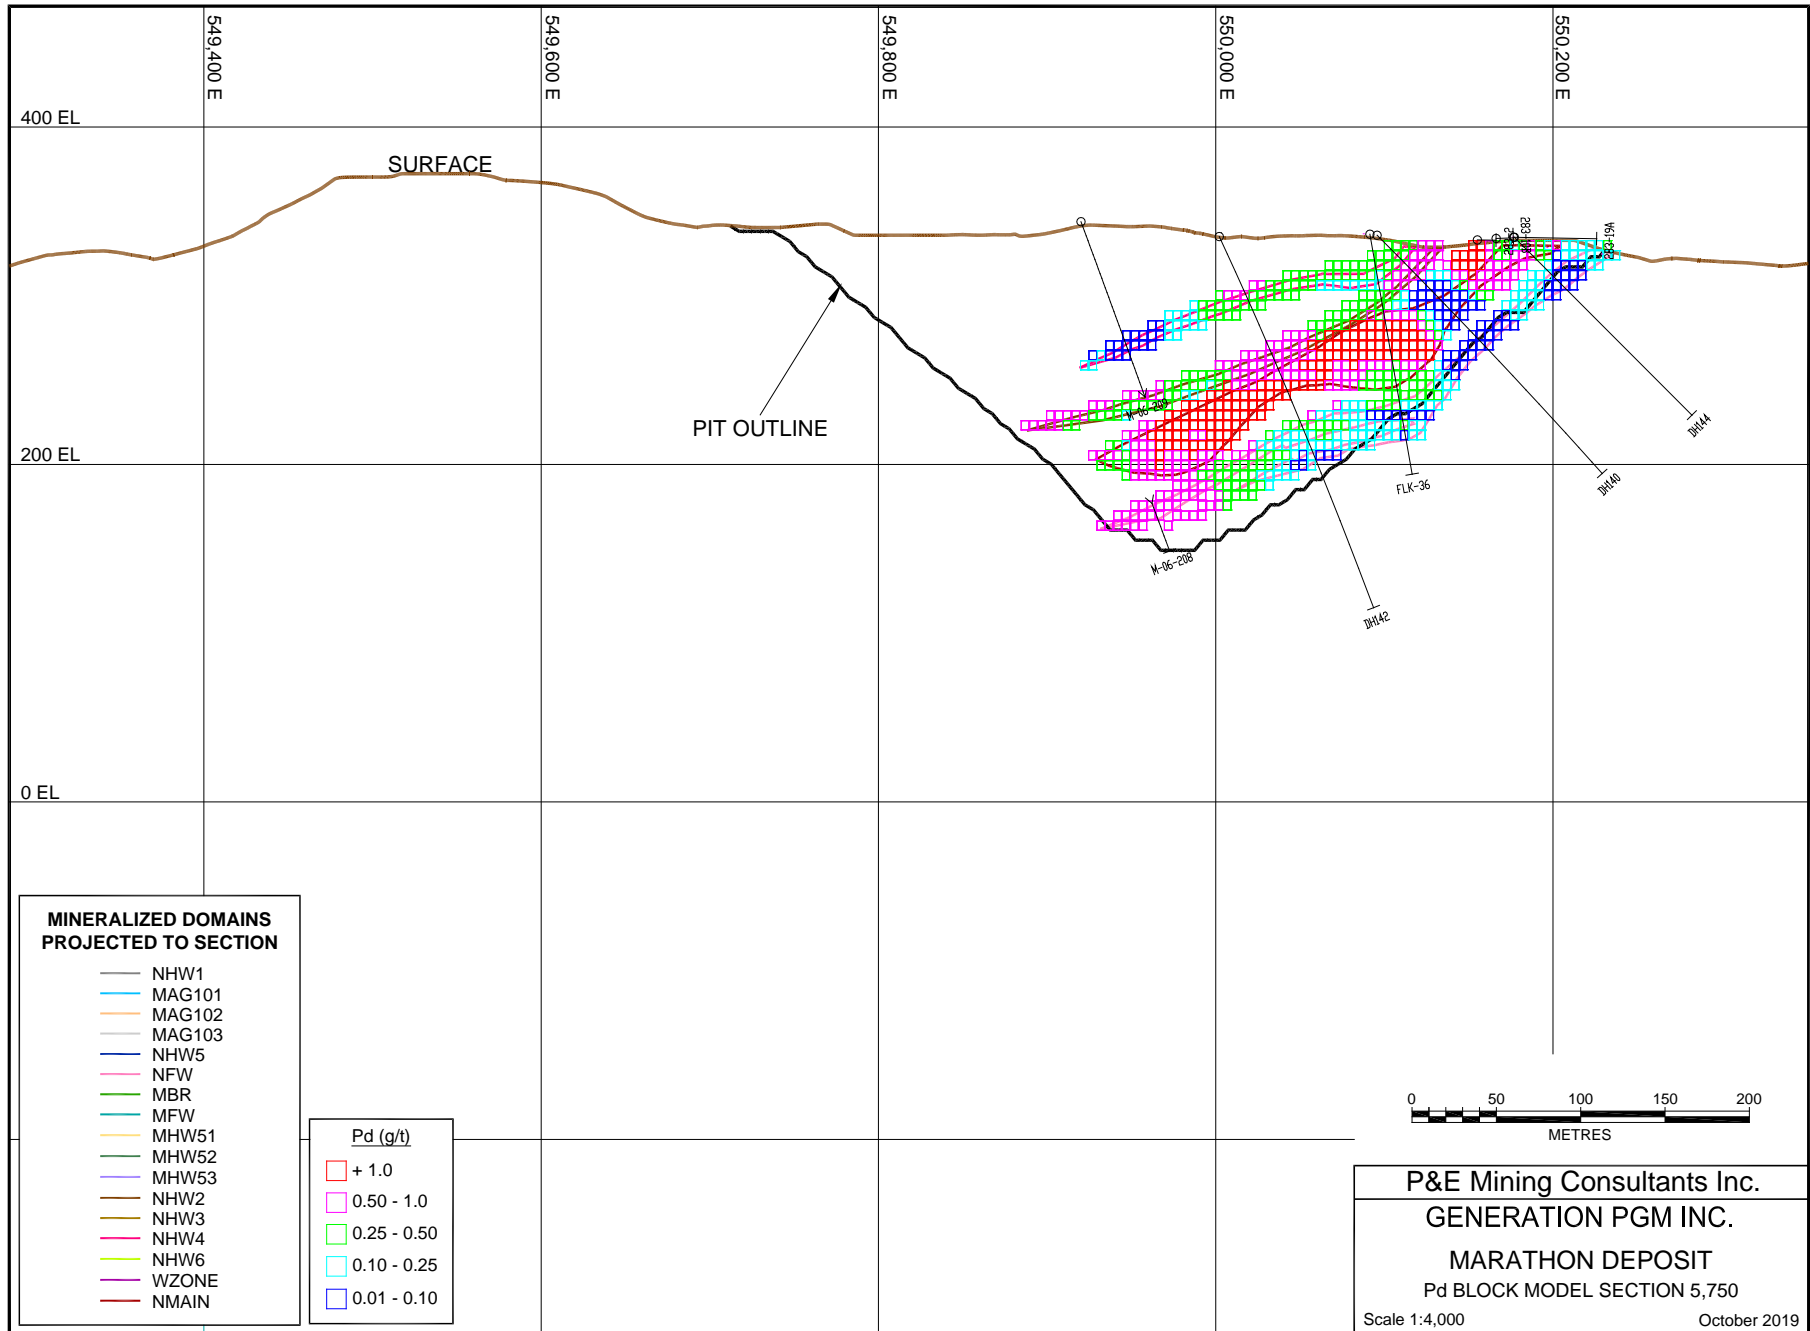 549,400 E
549,600 E
549,800 E
550,000 E
550,200 E
400 EL
SURFACE
283-19A
PIT OUTLINE
M-06-209
DH144
200 EL
FLK-36
DH140
M-06-208
DH142
0 EL
MINERALIZED DOMAINS
PROJECTED TO SECTION
NHW1
MAG101
MAG102
MAG103
NHW5
NFW
MBR
MFW
MHW51
MHW52
MHW53
NHW2
NHW3
NHW4
NHW6
WZONE
NMAIN
Pd (g/t)
+ 1.0
0.50 - 1.0
0.25 - 0.50
0.10 - 0.25
0.01 - 0.10
0 50 100 150 200
METRES
P&E Mining Consultants Inc.
GENERATION PGM INC.
MARATHON DEPOSIT
Pd BLOCK MODEL SECTION 5,750
Scale 1:4,000 October 2019